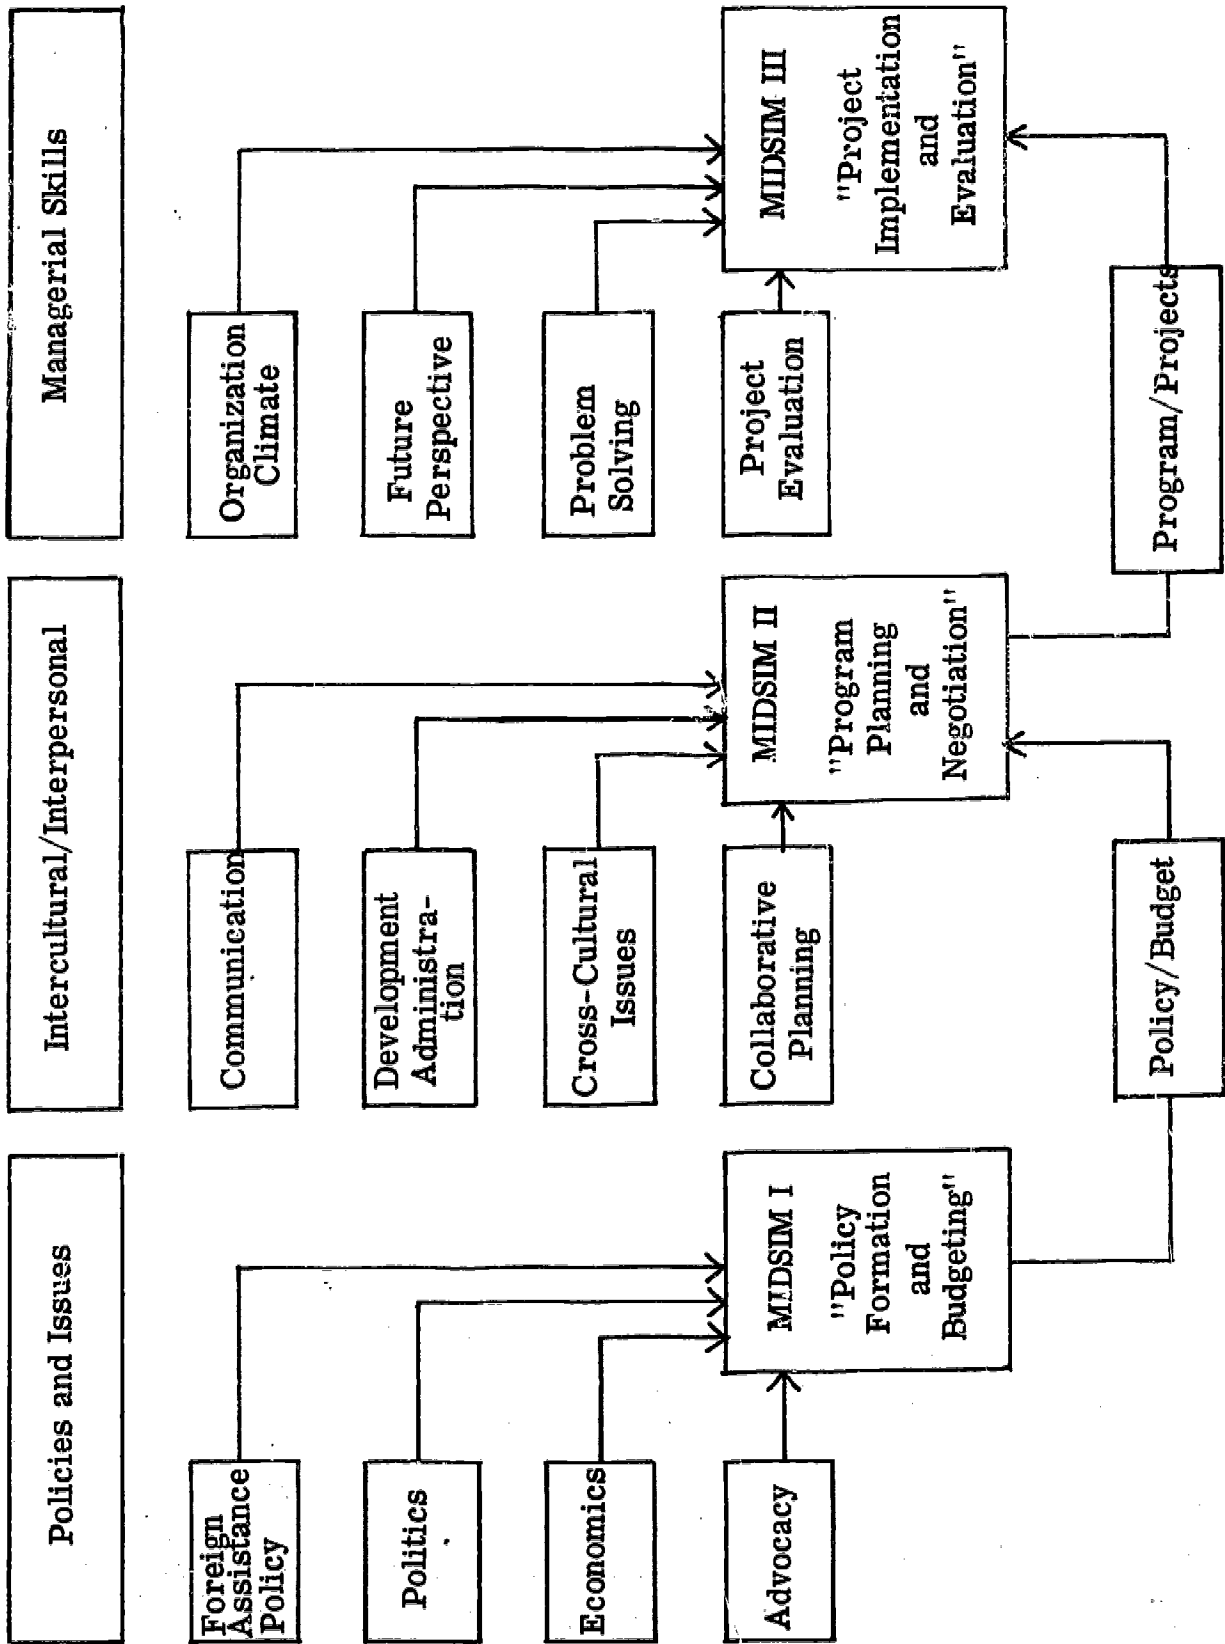 Policies and Issues
Intercultural/Interpersonal
Managerial Skills
Foreign
Assistance
Policy
Politics
Economics
Advocacy
MIDSIM I
"Policy
Formation
and
Budgeting"
Communication
Development
Administra-
tion
Cross-Cultural
Issues
Collaborative
Planning
MIDSIM II
"Program
Planning
and
Negotiation"
Organization
Climate
Future
Perspective
Problem
Solving
Project
Evaluation
MIDSIM III
"Project
Implementation
and
Evaluation"
Policy/Budget
Program/Projects